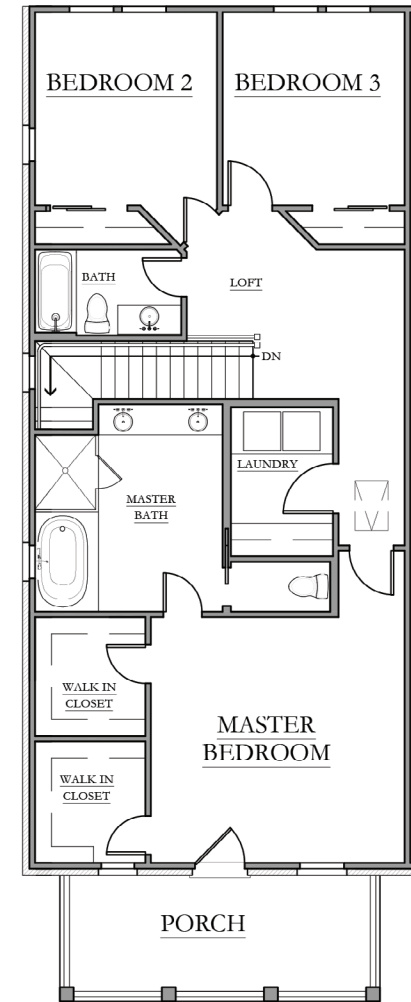 BEDROOM 2
BEDROOM 3
BATH
LOFT
DN
LAUNDRY
MASTER
BATH
WALK IN
CLOSET
MASTER
BEDROOM
WALK IN
CLOSET
PORCH